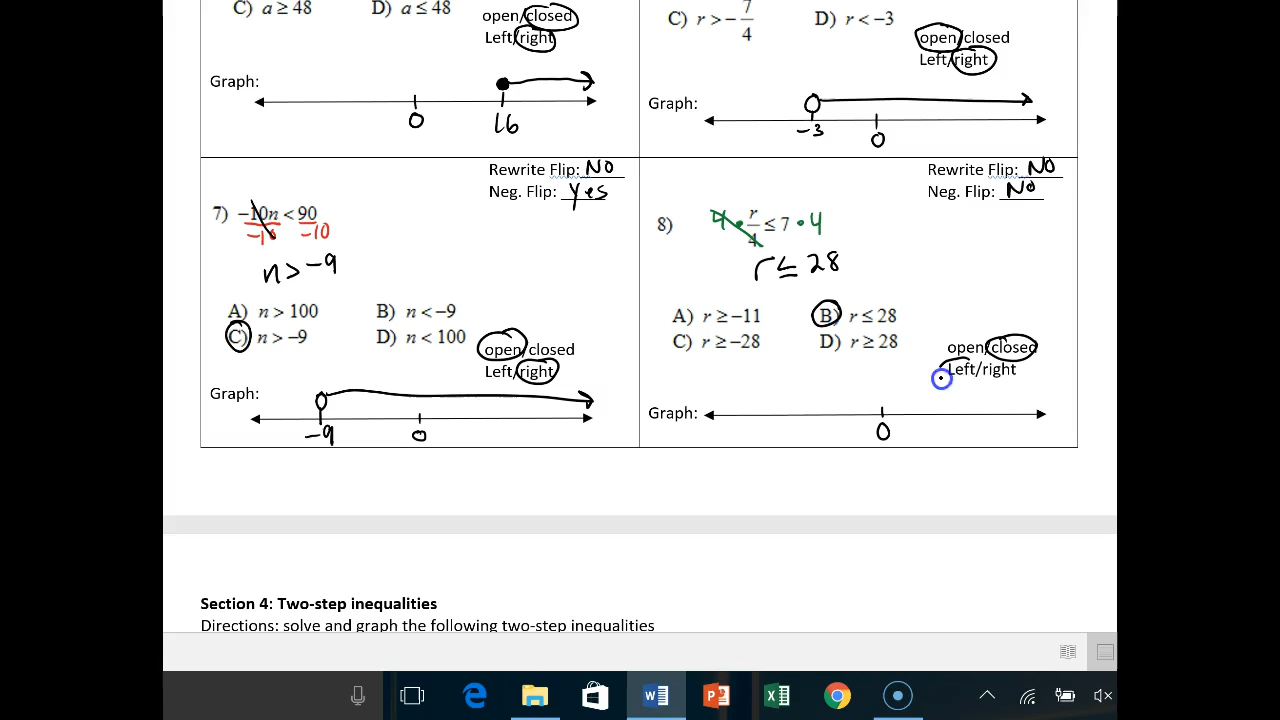 C) a ≥ 48 D) a ≤ 48
open/closed
Left/right
Graph:
0 16
C) r > −7/4 D) r < −3
open/closed
Left/right
Graph:
−3 0
Rewrite Flip: No
Neg. Flip: Yes
7) −10n < 90
−10 −10
n > −9
A) n > 100 B) n < −9
C) n > −9 D) n < 100
open/closed
Left/right
Graph:
−9 0
Rewrite Flip: No
Neg. Flip: No
8) 4 • r/4 ≤ 7 • 4
r ≤ 28
A) r ≥ −11 B) r ≤ 28
C) r ≥ −28 D) r ≥ 28
open/closed
Left/right
Graph:
0
Section 4: Two-step inequalities
Directions: solve and graph the following two-step inequalities